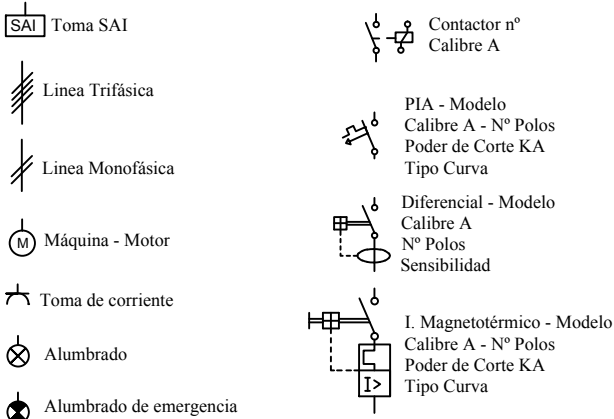 SAI Toma SAI
Linea Trifásica
Linea Monofásica
M Máquina - Motor
Toma de corriente
Alumbrado
Alumbrado de emergencia
Contactor nº
Calibre A
PIA - Modelo
Calibre A - Nº Polos
Poder de Corte KA
Tipo Curva
Diferencial - Modelo
Calibre A
Nº Polos
Sensibilidad
I. Magnetotérmico - Modelo
Calibre A - Nº Polos
Poder de Corte KA
I> Tipo Curva